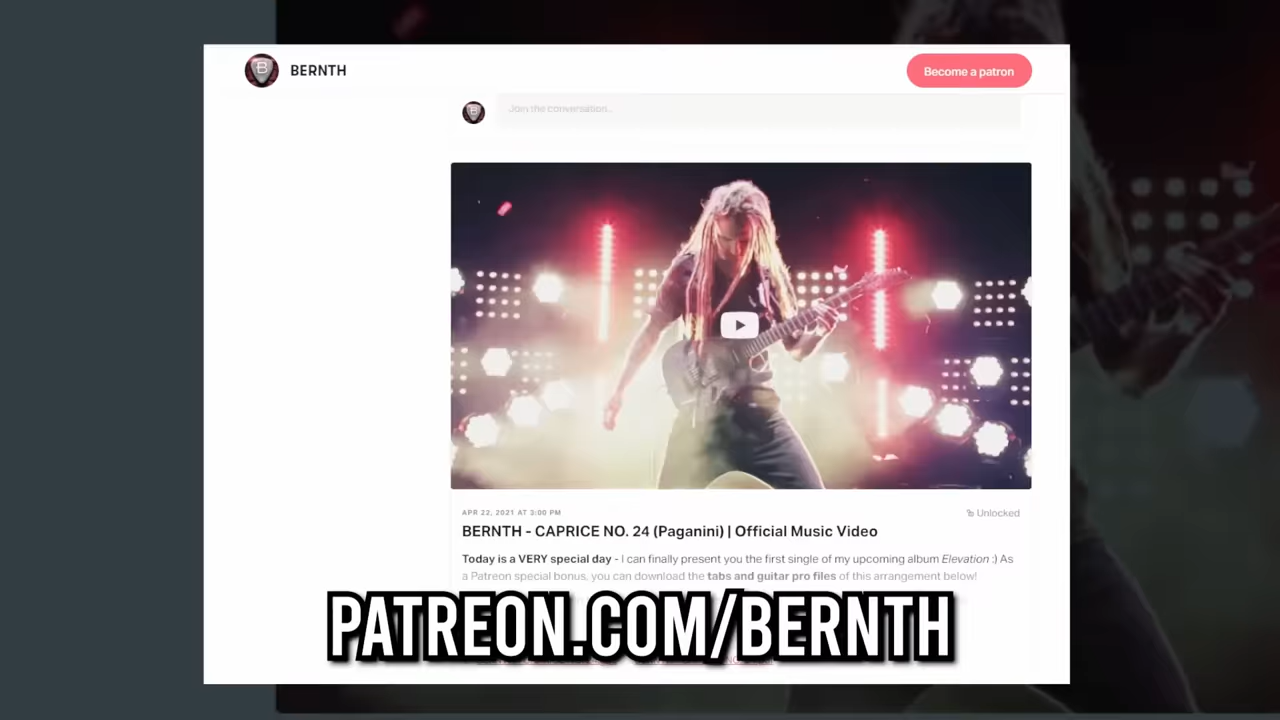 BERNTH
Become a patron
Join the conversation...
APR 22, 2021 AT 3:00 PM
Unlocked
BERNTH - CAPRICE NO. 24 (Paganini) | Official Music Video
Today is a VERY special day - I can finally present you the first single of my upcoming album Elevation :) As
a Patreon special bonus, you can download the tabs and guitar pro files of this arrangement below!
PATREON.COM/BERNTH